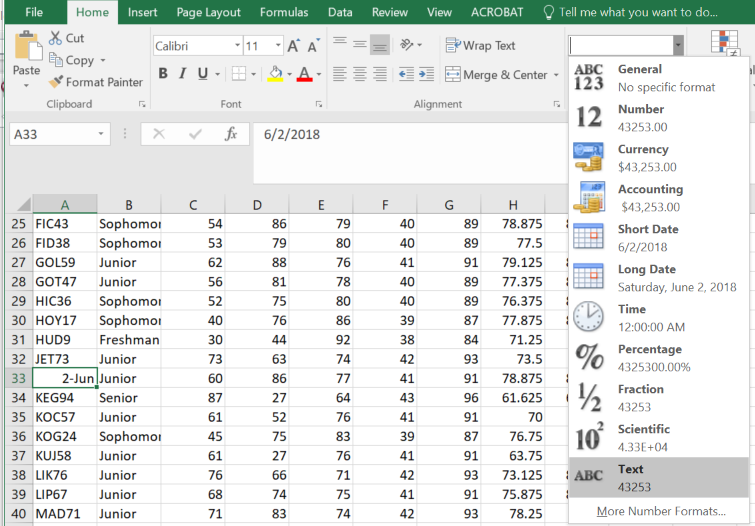 File Home Insert Page Layout Formulas Data Review View ACROBAT Tell me what you want to do...
Cut
Copy
Format Painter
Paste
Clipboard
Calibri 11 A A
B I U A
Font
Wrap Text
Merge & Center
Alignment
A33 fx 6/2/2018
ABC 123 General
No specific format
12 Number
43253.00
Currency
$43,253.00
Accounting
$43,253.00
Short Date
6/2/2018
Long Date
Saturday, June 2, 2018
Time
12:00:00 AM
% Percentage
4325300.00%
1/2 Fraction
43253
10² Scientific
4.33E+04
ABC Text
43253
More Number Formats...
A B C D E F G H
25 FIC43 Sophomor 54 86 79 40 89 78.875
26 FID38 Sophomor 53 79 80 40 89 77.5
27 GOL59 Junior 62 88 76 41 91 79.125
28 GOT47 Junior 56 81 78 40 89 77.375
29 HIC36 Sophomor 52 75 80 40 89 76.375
30 HOY17 Sophomor 40 76 86 39 87 77.875
31 HUD9 Freshman 30 44 92 38 84 71.25
32 JET73 Junior 73 63 74 42 93 73.5
33 2-Jun Junior 60 86 77 41 91 78.875
34 KEG94 Senior 87 27 64 43 96 61.625
35 KOC57 Junior 61 52 76 41 91 70
36 KOG24 Sophomor 45 75 83 39 87 76.75
37 KUJ58 Junior 61 27 76 41 91 63.75
38 LIK76 Junior 76 66 71 42 93 73.125
39 LIP67 Junior 68 74 75 41 91 75.875
40 MAD71 Junior 71 83 74 42 93 78.25